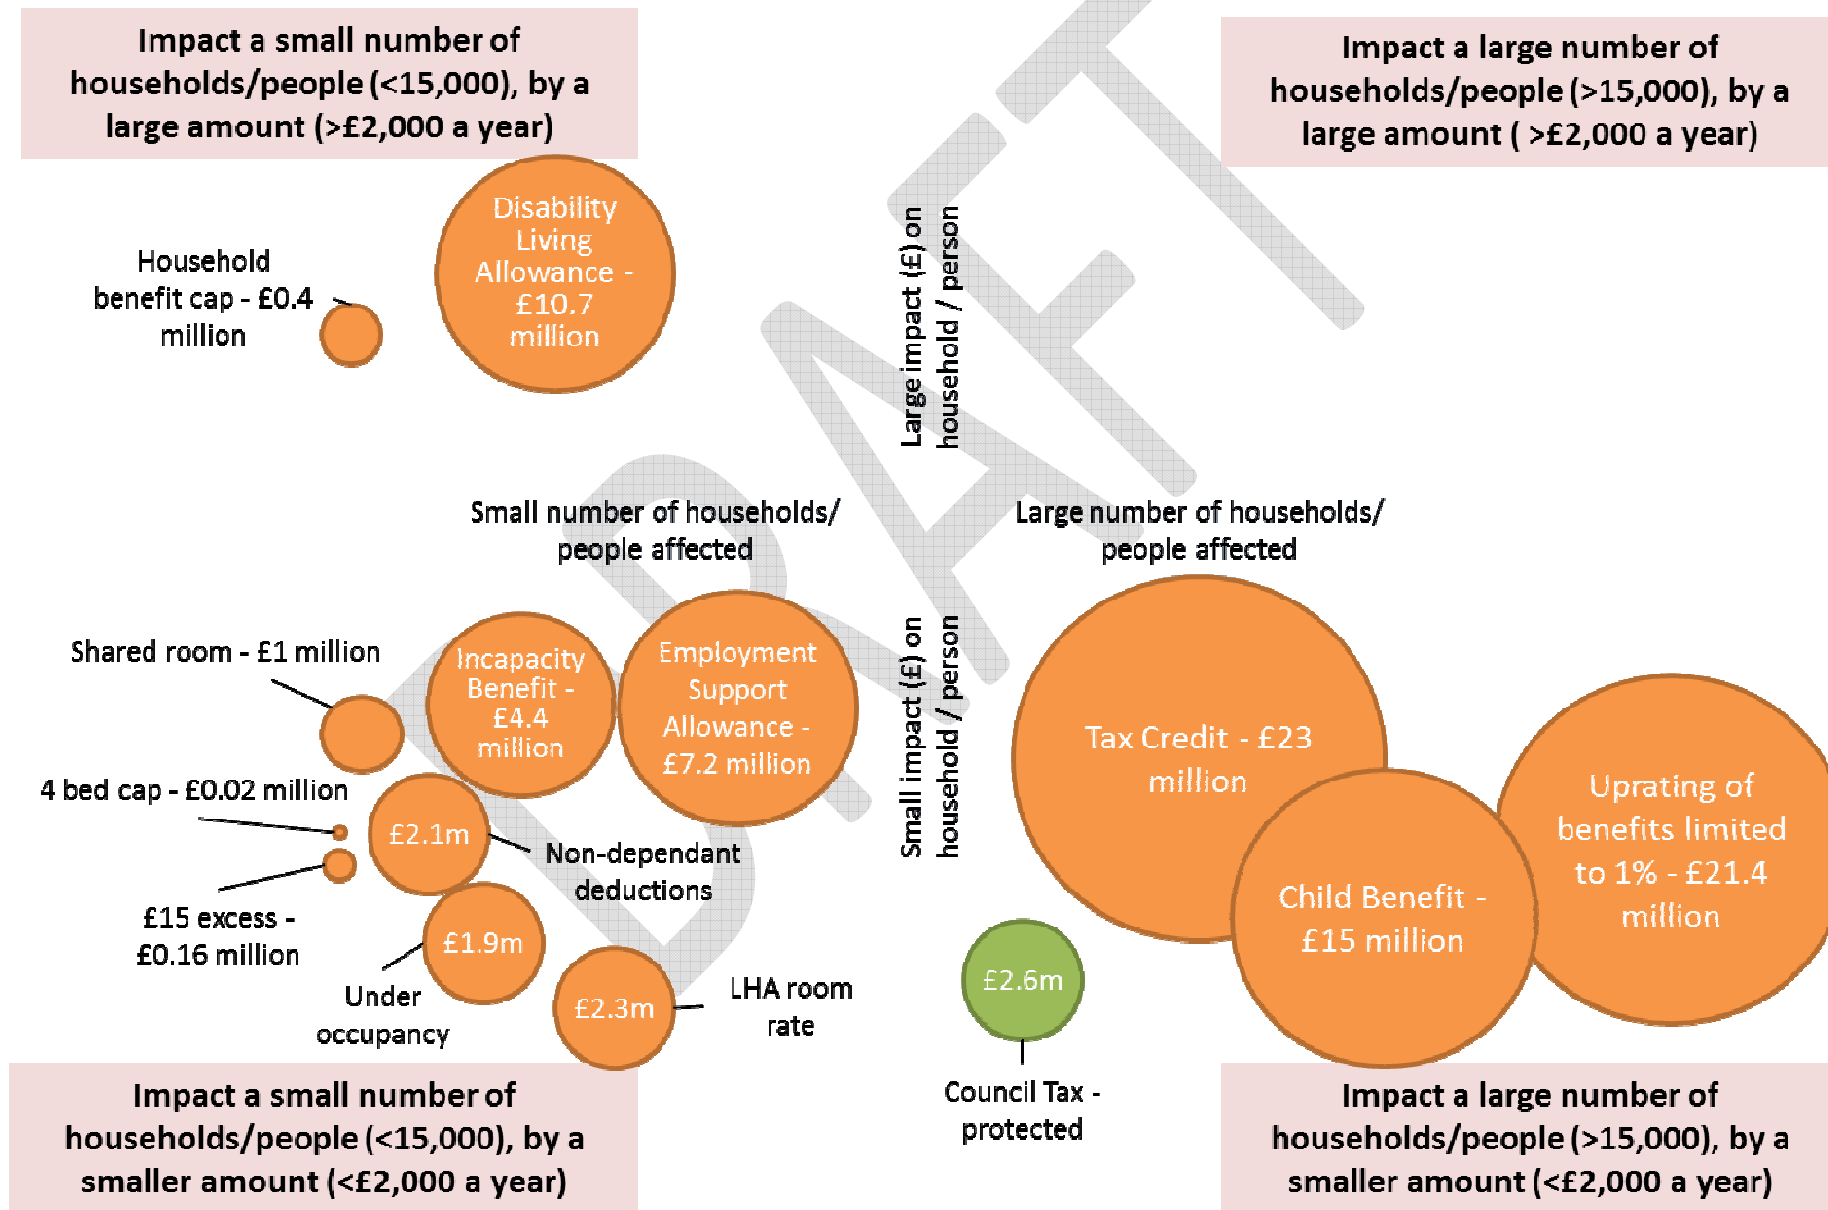 Impact a small number of
households/people (<15,000), by a
large amount (>£2,000 a year)
Impact a large number of
households/people (>15,000), by a
large amount ( >£2,000 a year)
Disability
Living
Allowance -
£10.7
million
Household
benefit cap - £0.4
million
Large impact (£) on
household / person
Small number of households/
people affected
Large number of households/
people affected
Shared room - £1 million
Incapacity
Benefit -
£4.4
million
Employment
Support
Allowance -
£7.2 million
Small impact (£) on
household / person
Tax Credit - £23
million
Uprating of
benefits limited
to 1% - £21.4
million
4 bed cap - £0.02 million
£2.1m
Non-dependant
deductions
£15 excess -
£0.16 million
£1.9m
Under
occupancy
£2.3m
LHA room
rate
Child Benefit -
£15 million
£2.6m
Council Tax -
protected
Impact a small number of
households/people (<15,000), by a
smaller amount (<£2,000 a year)
Impact a large number of
households/people (>15,000), by a
smaller amount (<£2,000 a year)
DRAFT